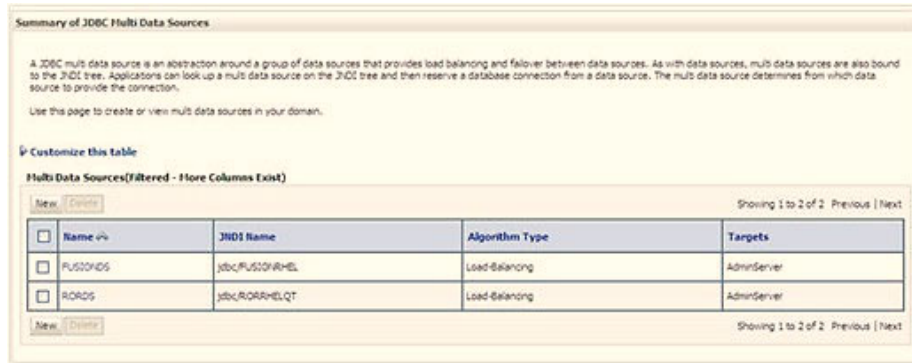 Summary of JDBC Multi Data Sources
A JDBC multi data source is an abstraction around a group of data sources that provides load balancing and failover between data sources. As with data sources, multi data sources are also bound
to the JNDI tree. Applications can look up a multi data source on the JNDI tree and then reserve a database connection from a data source. The multi data source determines from which data
source to provide the connection.
Use this page to create or view multi data sources in your domain.
Customize this table
Multi Data Sources(Filtered - More Columns Exist)
New Delete Showing 1 to 2 of 2 Previous | Next
Name JNDI Name Algorithm Type Targets
FUSIONDS jdbc/FUSIONRHEL Load-Balancing AdminServer
RORDS jdbc/RORRHELQT Load-Balancing AdminServer
New Delete Showing 1 to 2 of 2 Previous | Next